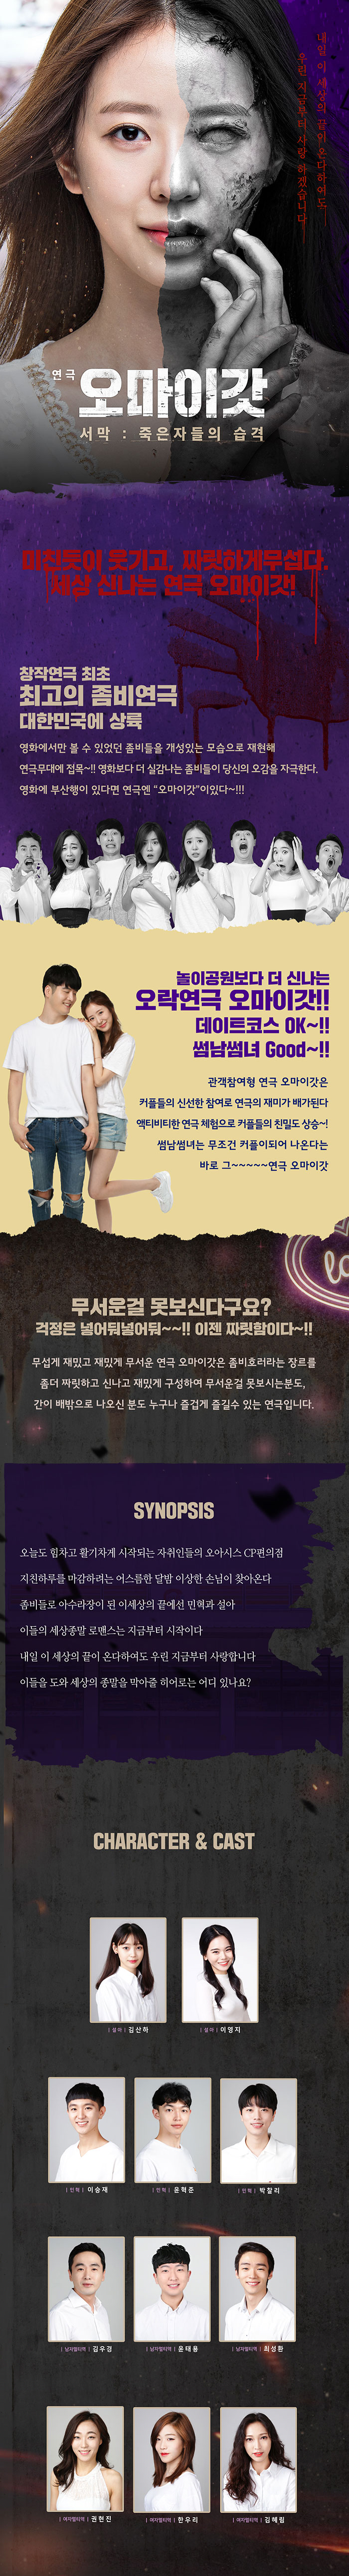 내일 이 세상의 끝이 온다하여도
우린 지금부터 사랑 하겠습니다
연극
오마이갓
서막 : 죽은자들의 습격
미친듯이 웃기고, 짜릿하게무섭다.
세상 신나는 연극 오마이갓!
창작연극 최초
최고의 좀비연극
대한민국에 상륙
영화에서만 볼 수 있었던 좀비들을 개성있는 모습으로 재현해
연극무대에 접목~!! 영화보다 더 실감나는 좀비들이 당신의 오감을 자극한다.
영화에 부산행이 있다면 연극엔 "오마이갓"이있다~!!!
놀이공원보다 더 신나는
오락연극 오마이갓!!
데이트코스 OK~!!
썸남썸녀 Good~!!
관객참여형 연극 오마이갓은
커플들의 신선한 참여로 연극의 재미가 배가된다
액티비티한 연극 체험으로 커플들의 친밀도 상승~!
썸남썸녀는 무조건 커플이되어 나온다는
바로 그~~~~~연극 오마이갓
무서운걸 못보신다구요?
걱정은 넣어둬넣어둬~~!! 이젠 짜릿함이다~!!
무섭게 재밌고 재밌게 무서운 연극 오마이갓은 좀비호러라는 장르를
좀더 짜릿하고 신나고 재밌게 구성하여 무서운걸 못보시는분도,
간이 배밖으로 나오신 분도 누구나 즐겁게 즐길수 있는 연극입니다.
SYNOPSIS
오늘도 힘차고 활기차게 시작되는 자취인들의 오아시스 CP편의점
지친하루를 마감하려는 어스름한 달밤 이상한 손님이 찾아온다
좀비들로 아수라장이 된 이세상의 끝에선 민혁과 설아
이들의 세상종말 로맨스는 지금부터 시작이다
내일 이 세상의 끝이 온다하여도 우린 지금부터 사랑합니다
이들을 도와 세상의 종말을 막아줄 히어로는 어디 있나요?
CHARACTER & CAST
| 설아 | 김산하
| 설아 | 이영지
| 민혁 | 이승재
| 민혁 | 윤혁준
| 민혁 | 박찰리
| 남자멀티역 | 김우경
| 남자멀티역 | 윤태웅
| 남자멀티역 | 최성환
| 여자멀티역 | 권현진
| 여자멀티역 | 한우리
| 여자멀티역 | 김혜림